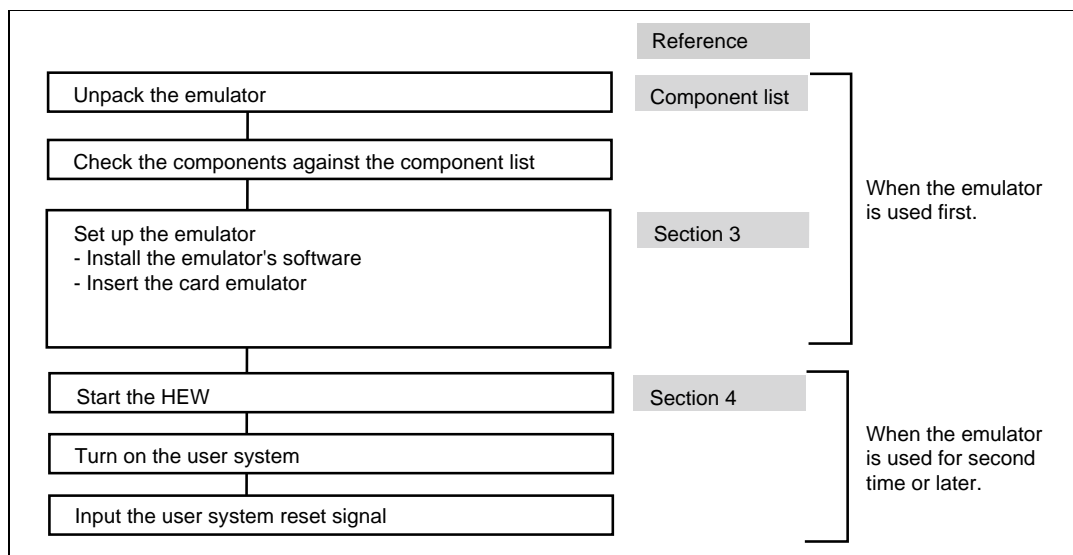 Reference
Unpack the emulator
Component list
Check the components against the component list
When the emulator
is used first.
Set up the emulator
- Install the emulator's software
- Insert the card emulator
Section 3
Start the HEW
Section 4
Turn on the user system
When the emulator
is used for second
time or later.
Input the user system reset signal